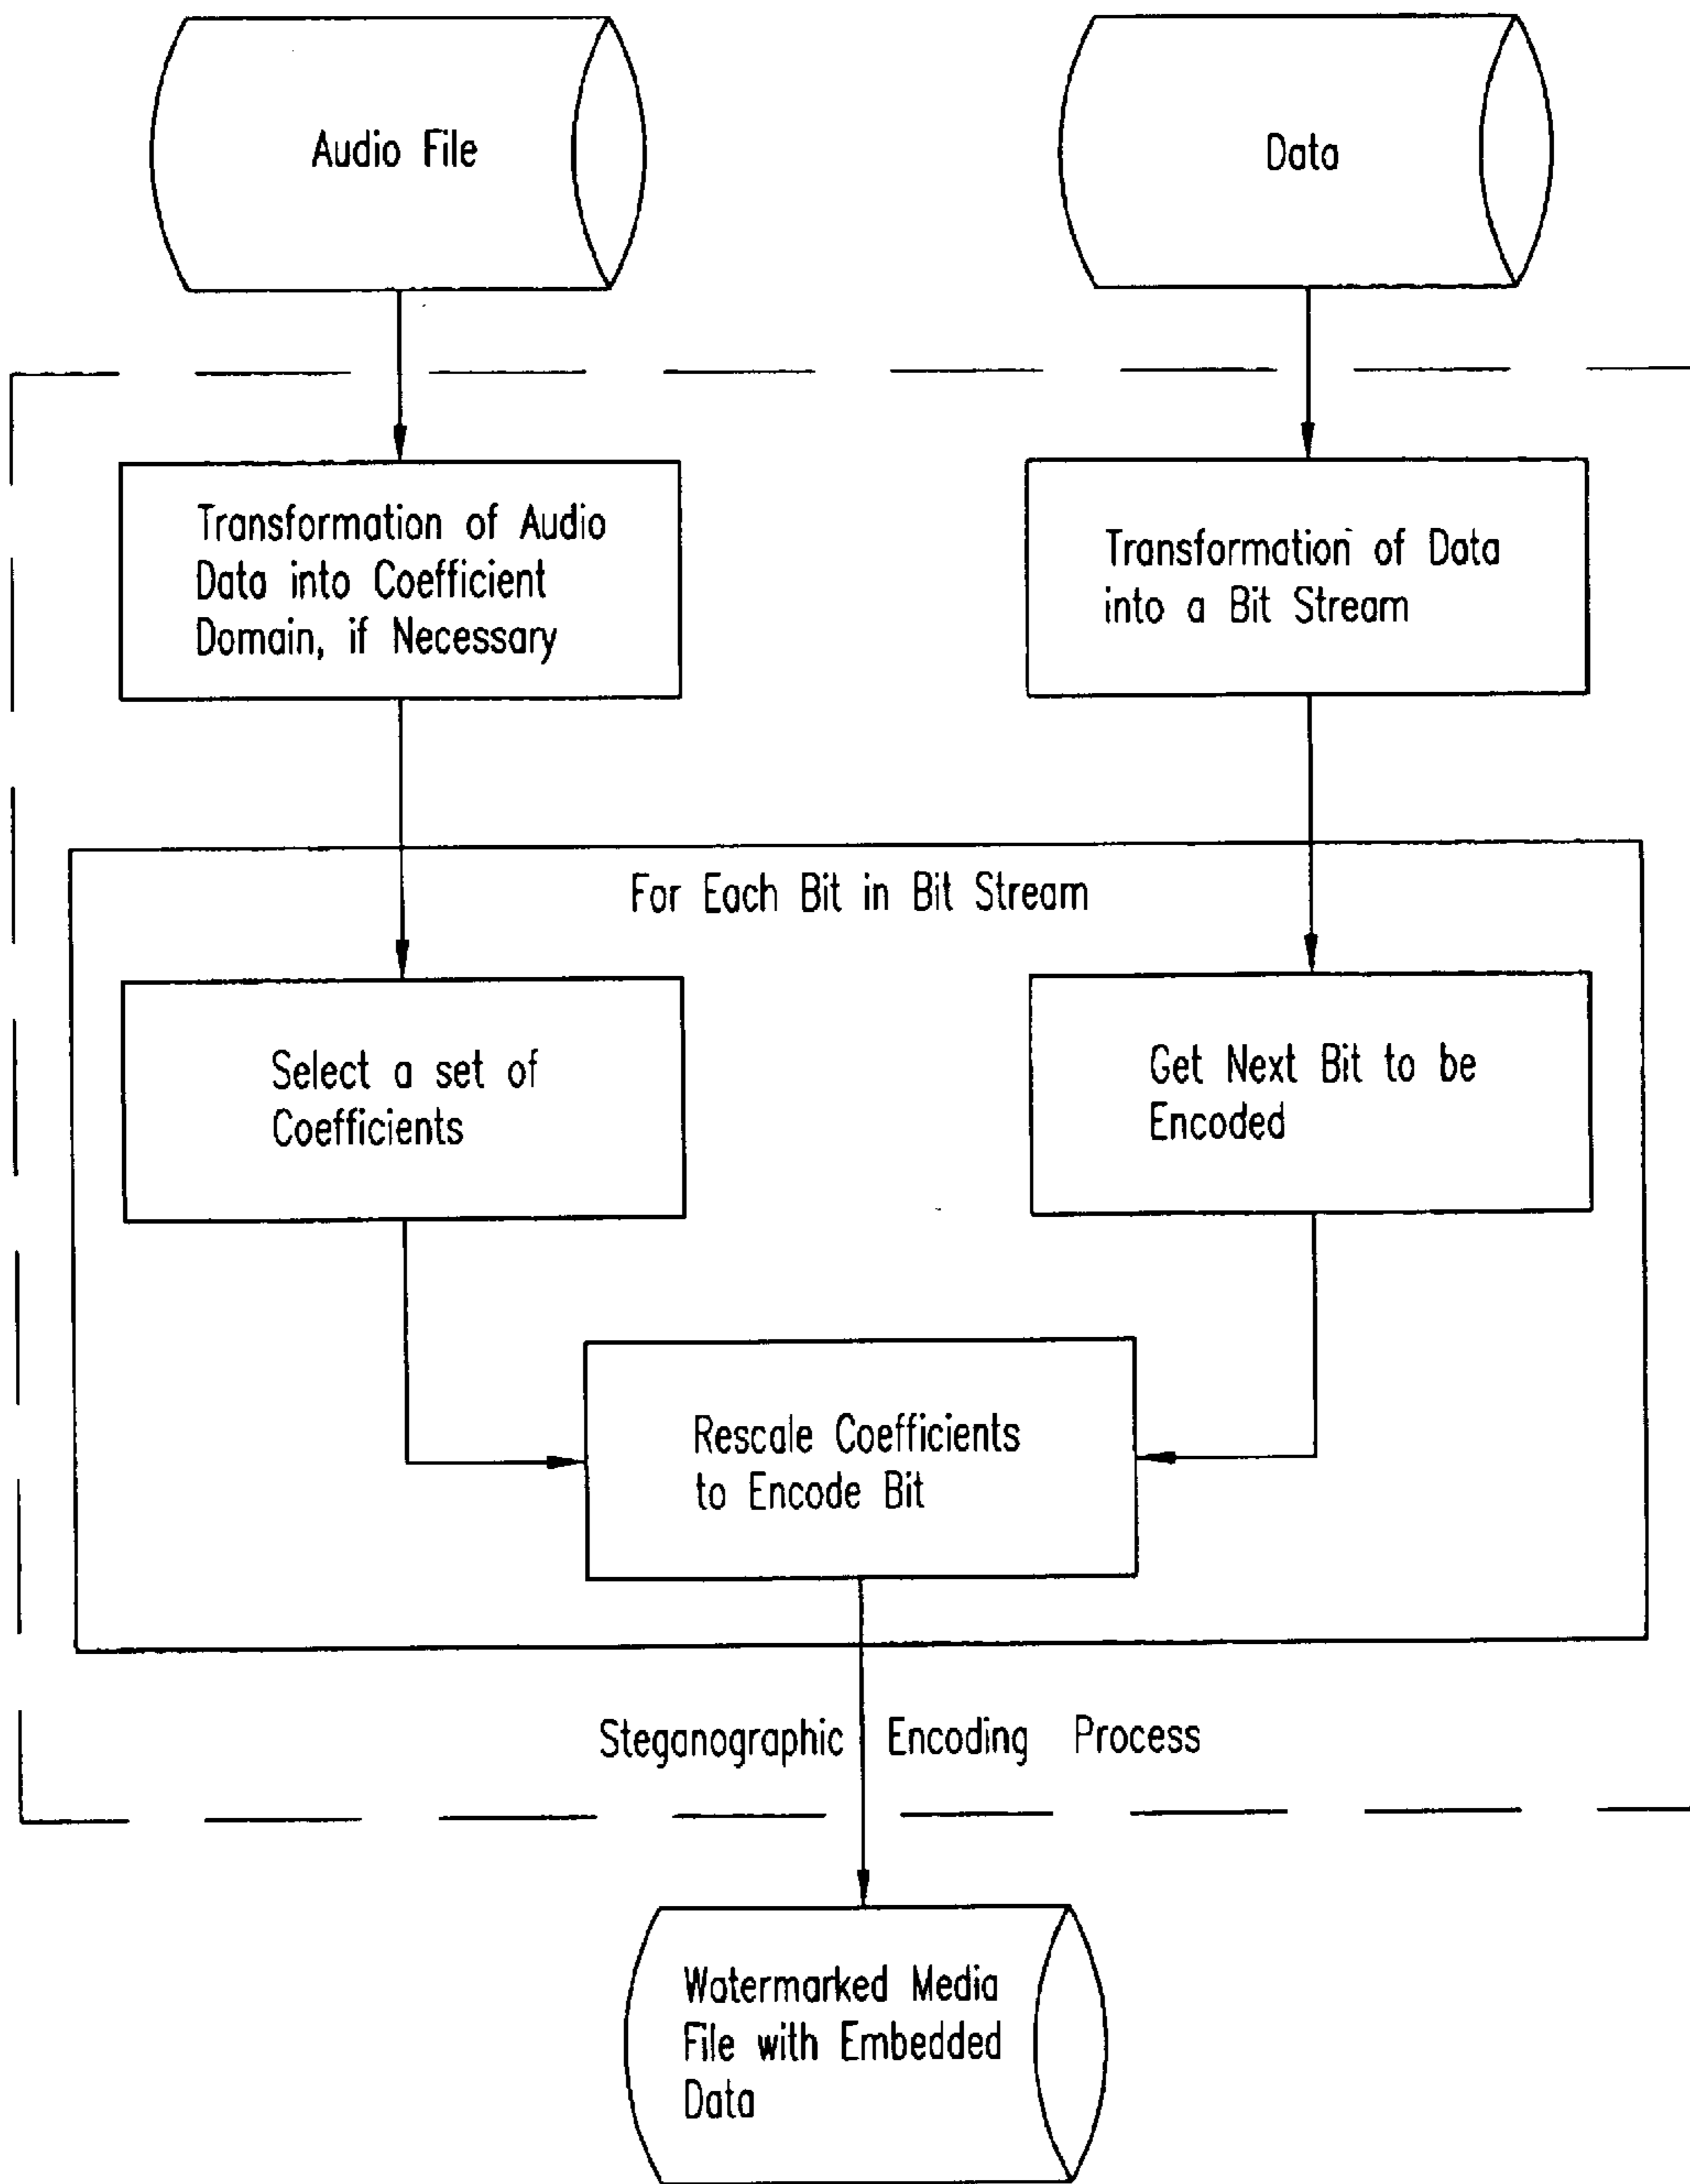 Audio File
Data
Transformation of Audio
Data into Coefficient
Domain, if Necessary
Transformation of Data
into a Bit Stream
For Each Bit in Bit Stream
Select a set of
Coefficients
Get Next Bit to be
Encoded
Rescale Coefficients
to Encode Bit
Steganographic Encoding Process
Watermarked Media
File with Embedded
Data